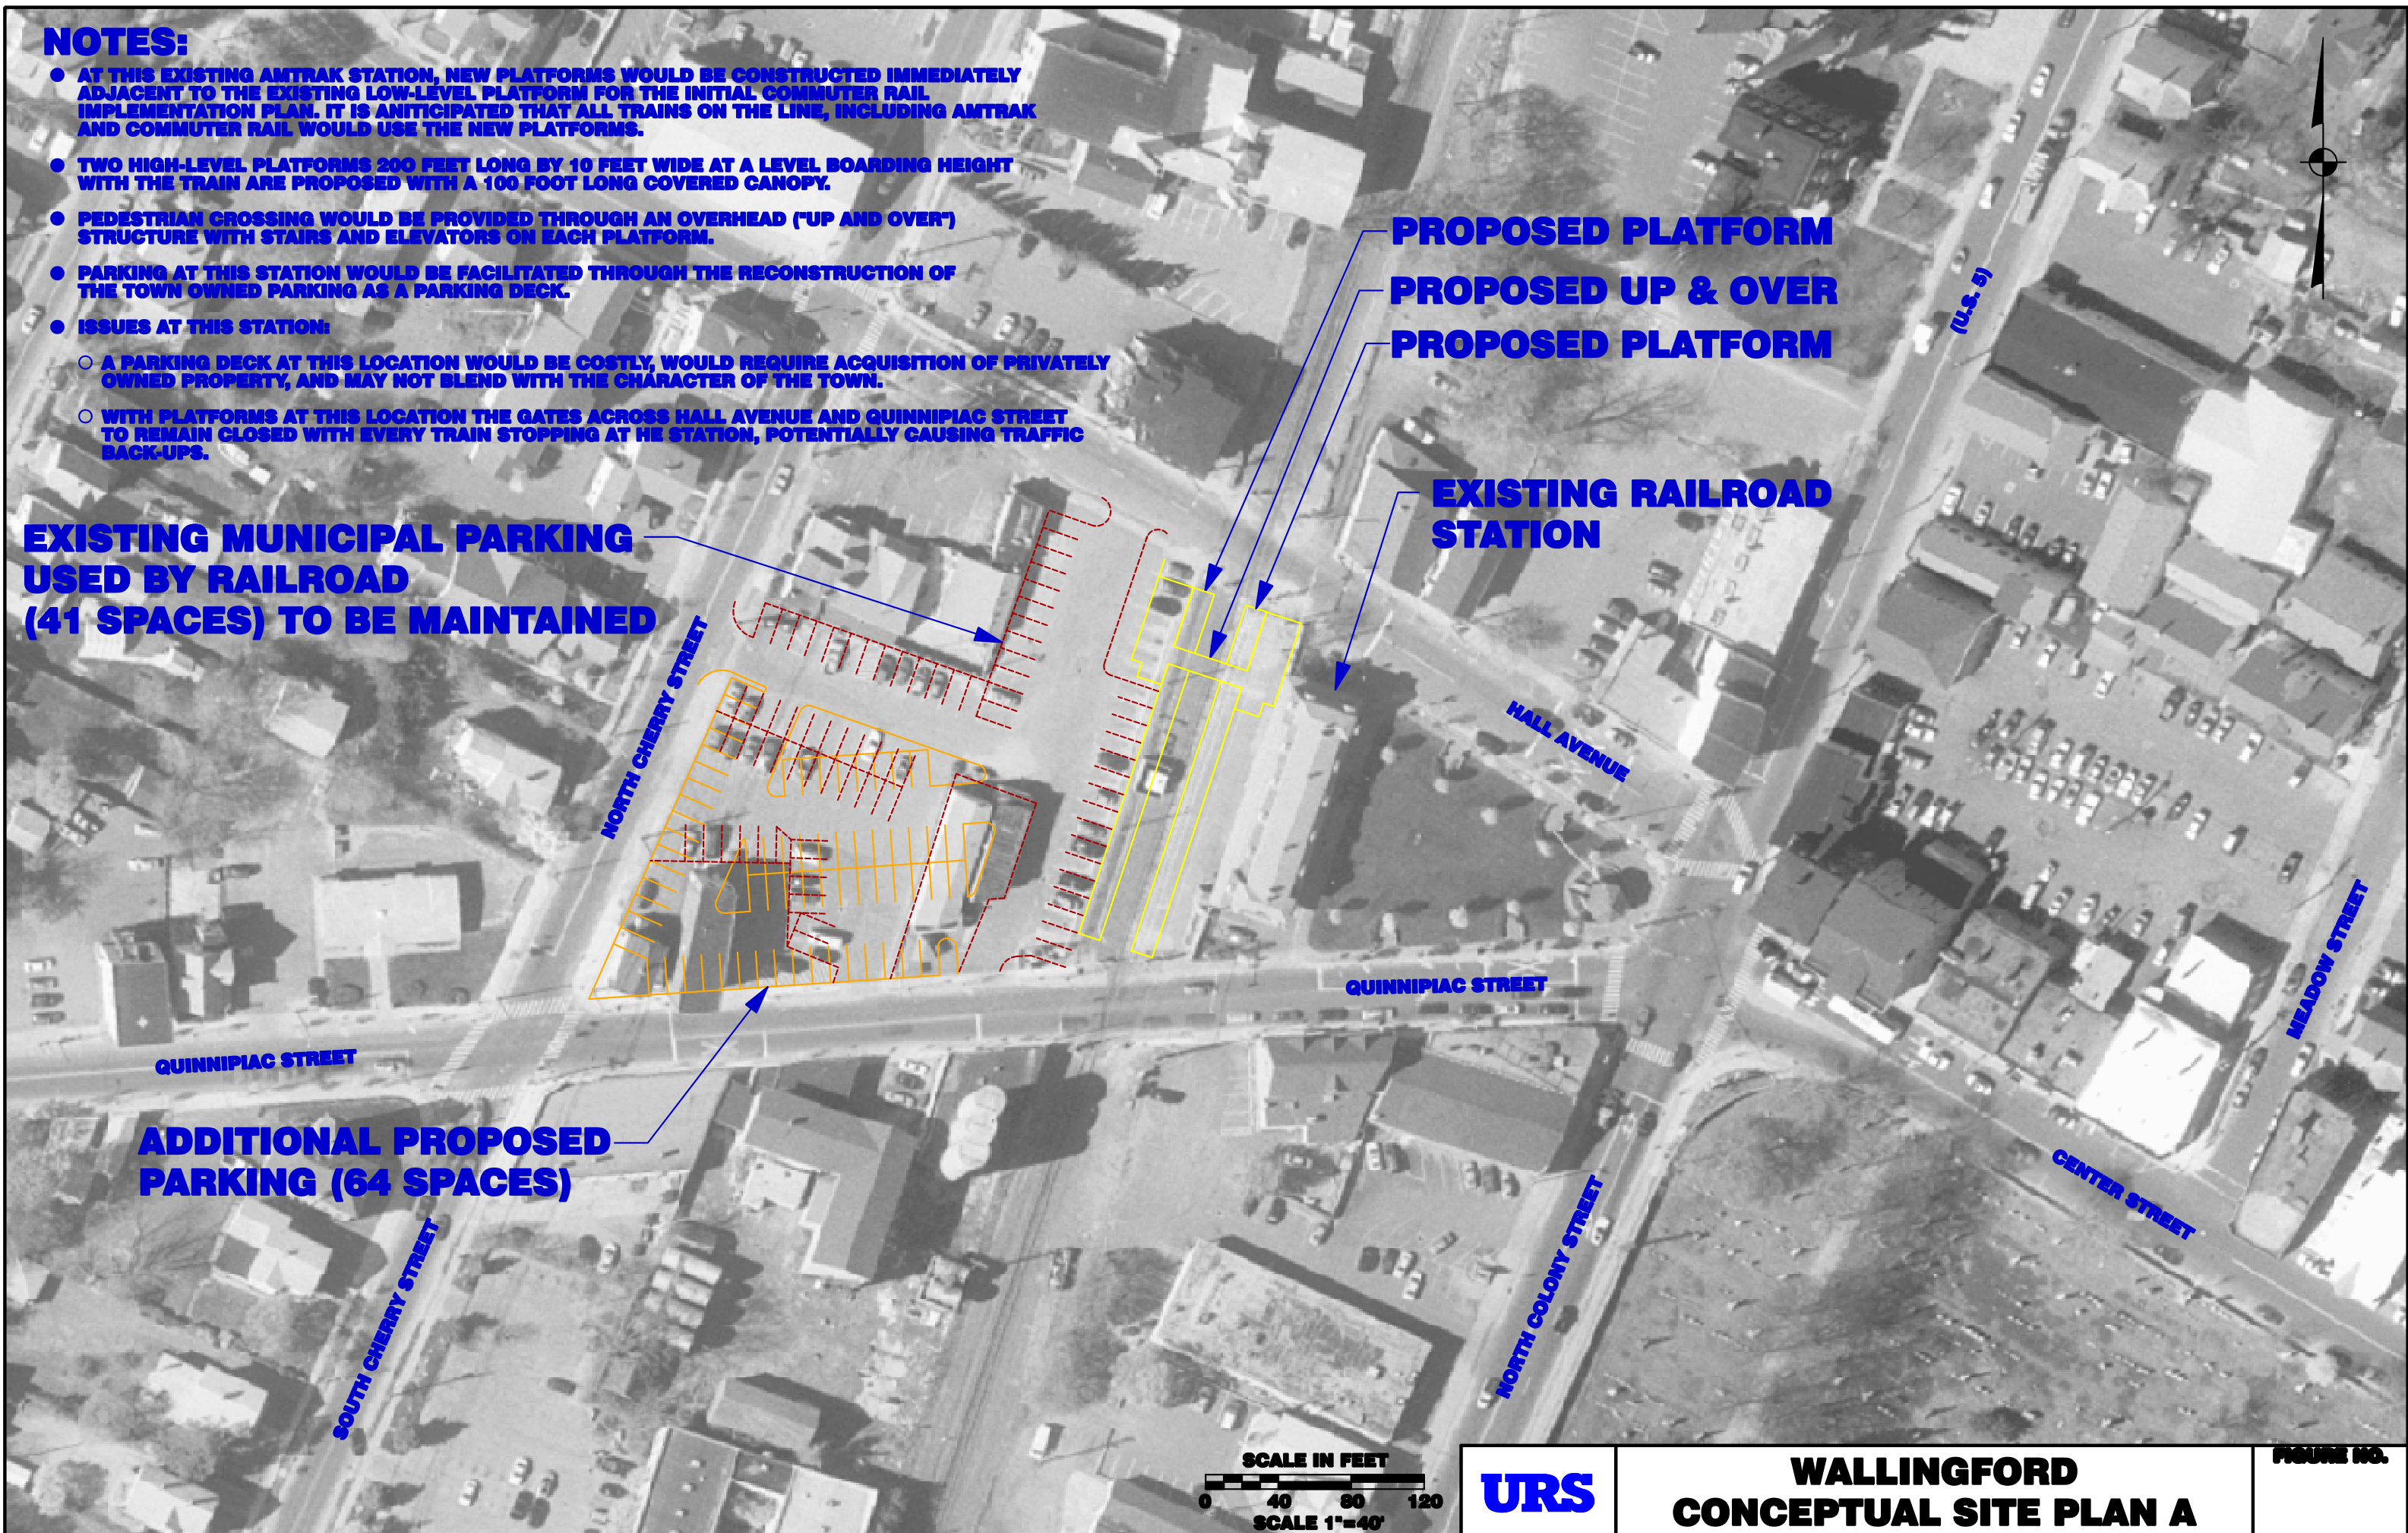 NOTES:
● AT THIS EXISTING AMTRAK STATION, NEW PLATFORMS WOULD BE CONSTRUCTED IMMEDIATELY
ADJACENT TO THE EXISTING LOW-LEVEL PLATFORM FOR THE INITIAL COMMUTER RAIL
IMPLEMENTATION PLAN. IT IS ANITICIPATED THAT ALL TRAINS ON THE LINE, INCLUDING AMTRAK
AND COMMUTER RAIL WOULD USE THE NEW PLATFORMS.
● TWO HIGH-LEVEL PLATFORMS 200 FEET LONG BY 10 FEET WIDE AT A LEVEL BOARDING HEIGHT
WITH THE TRAIN ARE PROPOSED WITH A 100 FOOT LONG COVERED CANOPY.
● PEDESTRIAN CROSSING WOULD BE PROVIDED THROUGH AN OVERHEAD ("UP AND OVER")
STRUCTURE WITH STAIRS AND ELEVATORS ON EACH PLATFORM.
● PARKING AT THIS STATION WOULD BE FACILITATED THROUGH THE RECONSTRUCTION OF
THE TOWN OWNED PARKING AS A PARKING DECK.
● ISSUES AT THIS STATION:
○ A PARKING DECK AT THIS LOCATION WOULD BE COSTLY, WOULD REQUIRE ACQUISITION OF PRIVATELY
OWNED PROPERTY, AND MAY NOT BLEND WITH THE CHARACTER OF THE TOWN.
○ WITH PLATFORMS AT THIS LOCATION THE GATES ACROSS HALL AVENUE AND QUINNIPIAC STREET
TO REMAIN CLOSED WITH EVERY TRAIN STOPPING AT HE STATION, POTENTIALLY CAUSING TRAFFIC
BACK-UPS.
PROPOSED PLATFORM
PROPOSED UP & OVER
PROPOSED PLATFORM
(U.S. 5)
EXISTING RAILROAD
STATION
EXISTING MUNICIPAL PARKING
USED BY RAILROAD
(41 SPACES) TO BE MAINTAINED
NORTH CHERRY STREET
HALL AVENUE
MEADOW STREET
QUINNIPIAC STREET
QUINNIPIAC STREET
ADDITIONAL PROPOSED
PARKING (64 SPACES)
CENTER STREET
SOUTH CHERRY STREET
NORTH COLONY STREET
SCALE IN FEET
0 40 80 120
SCALE 1"=40'
URS
WALLINGFORD
CONCEPTUAL SITE PLAN A
FIGURE NO.